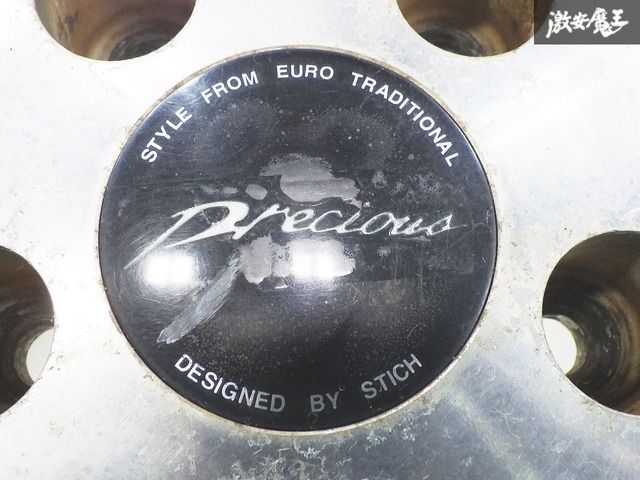 激安魔王
STYLE FROM EURO TRADITIONAL
Precious
DESIGNED BY STICH